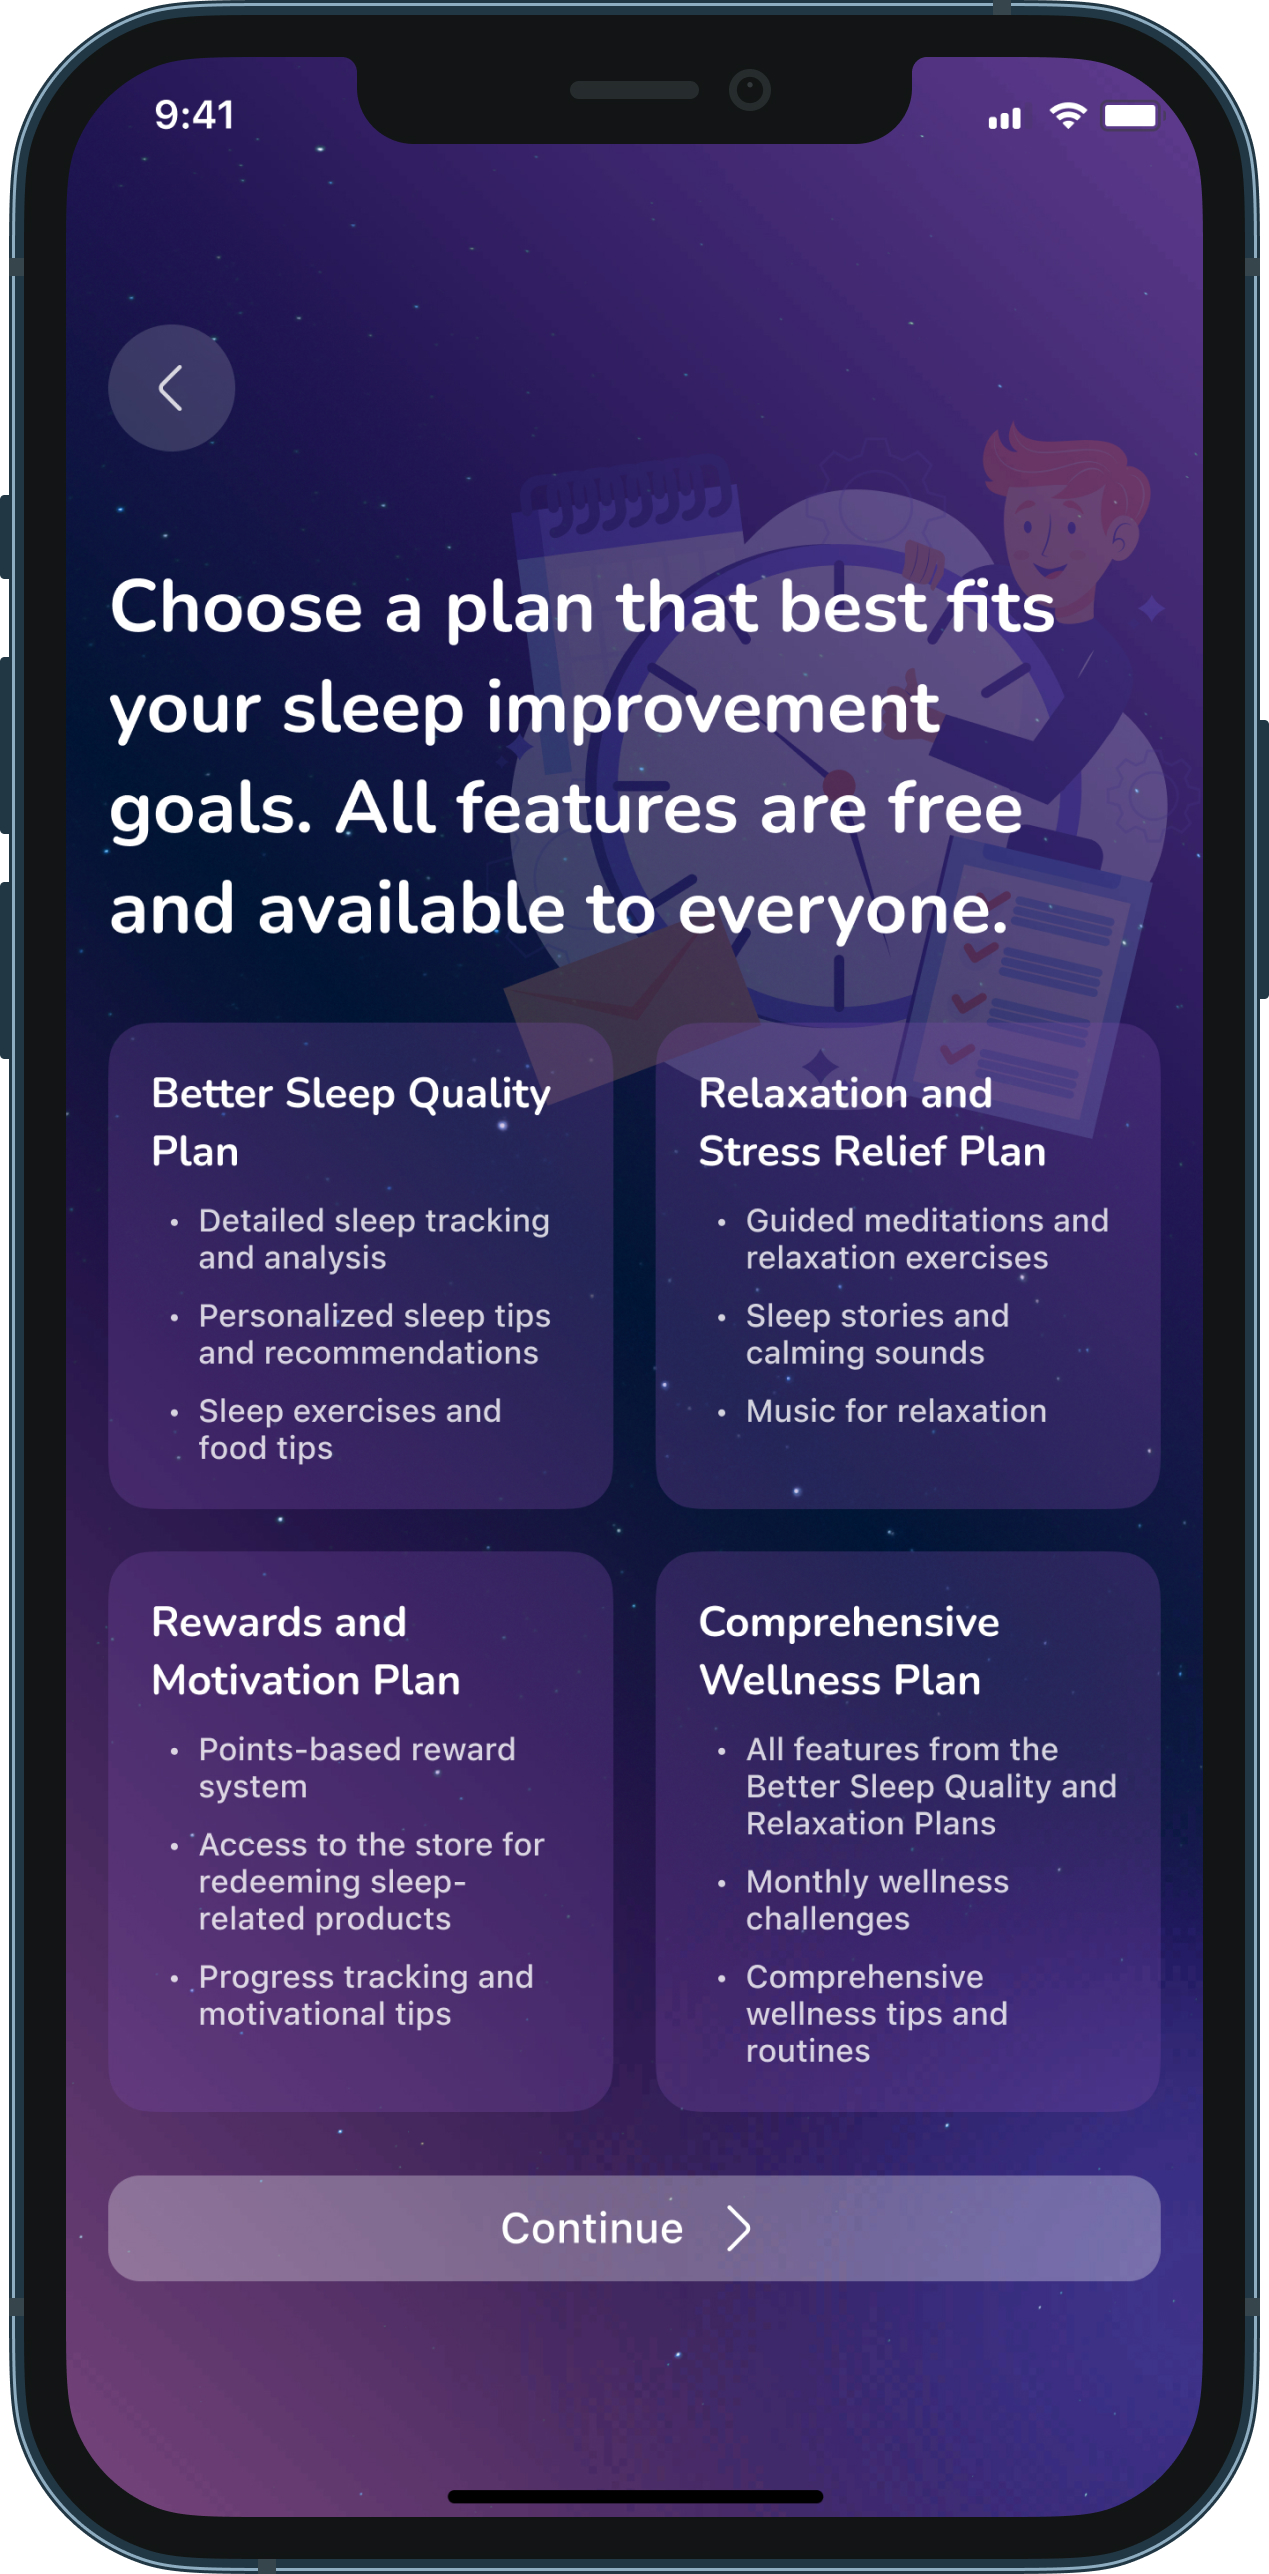 9:41
Choose a plan that best fits
your sleep improvement
goals. All features are free
and available to everyone.
Better Sleep Quality
Plan
• Detailed sleep tracking
and analysis
• Personalized sleep tips
and recommendations
• Sleep exercises and
food tips
Relaxation and
Stress Relief Plan
• Guided meditations and
relaxation exercises
• Sleep stories and
calming sounds
• Music for relaxation
Rewards and
Motivation Plan
• Points-based reward
system
• Access to the store for
redeeming sleep-
related products
• Progress tracking and
motivational tips
Comprehensive
Wellness Plan
• All features from the
Better Sleep Quality and
Relaxation Plans
• Monthly wellness
challenges
• Comprehensive
wellness tips and
routines
Continue